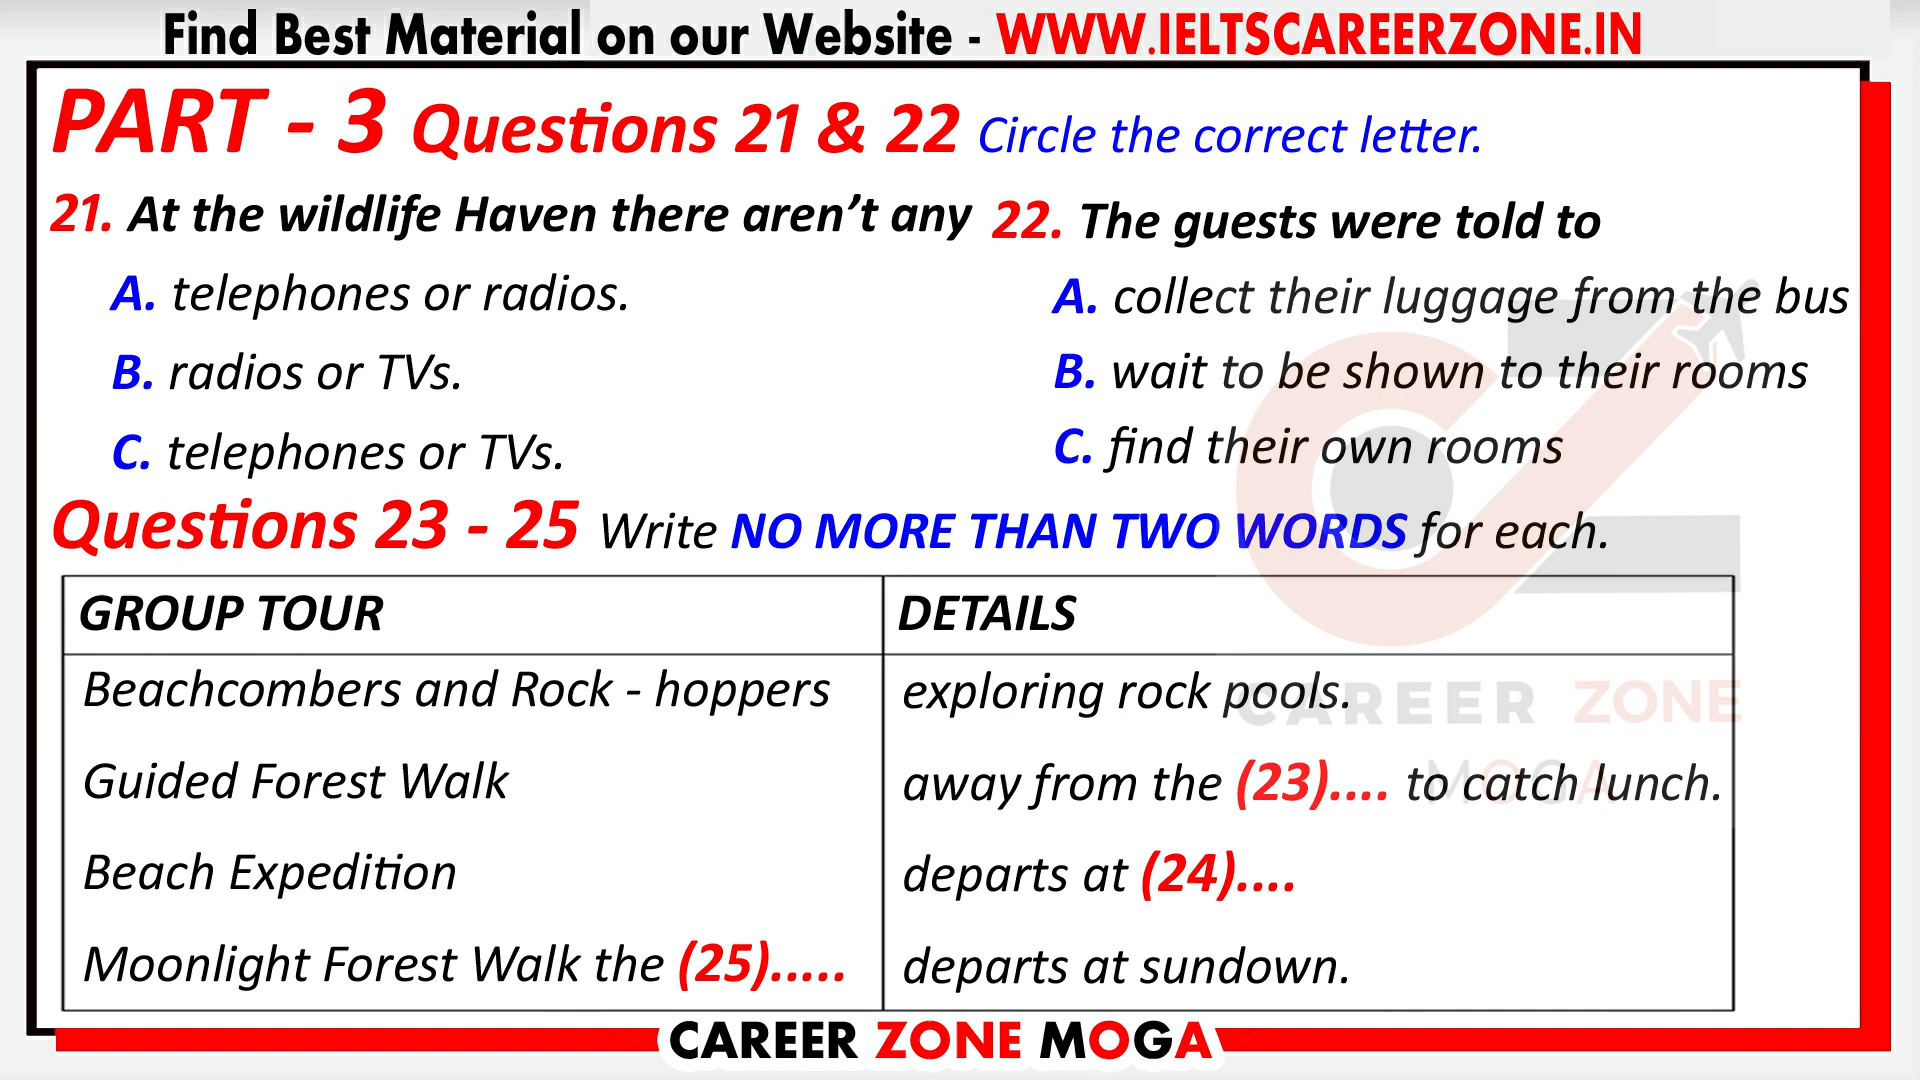 Find Best Material on our Website - WWW.IELTSCAREERZONE.IN
PART - 3 Questions 21 & 22 Circle the correct letter.
21. At the wildlife Haven there aren't any
A. telephones or radios.
B. radios or TVs.
C. telephones or TVs.
22. The guests were told to
A. collect their luggage from the bus
B. wait to be shown to their rooms
C. find their own rooms
Questions 23 - 25 Write NO MORE THAN TWO WORDS for each.
GROUP TOUR DETAILS
Beachcombers and Rock - hoppers exploring rock pools.
Guided Forest Walk away from the (23).... to catch lunch.
Beach Expedition departs at (24)....
Moonlight Forest Walk the (25)..... departs at sundown.
CAREER ZONE
MOGA
CAREER ZONE MOGA